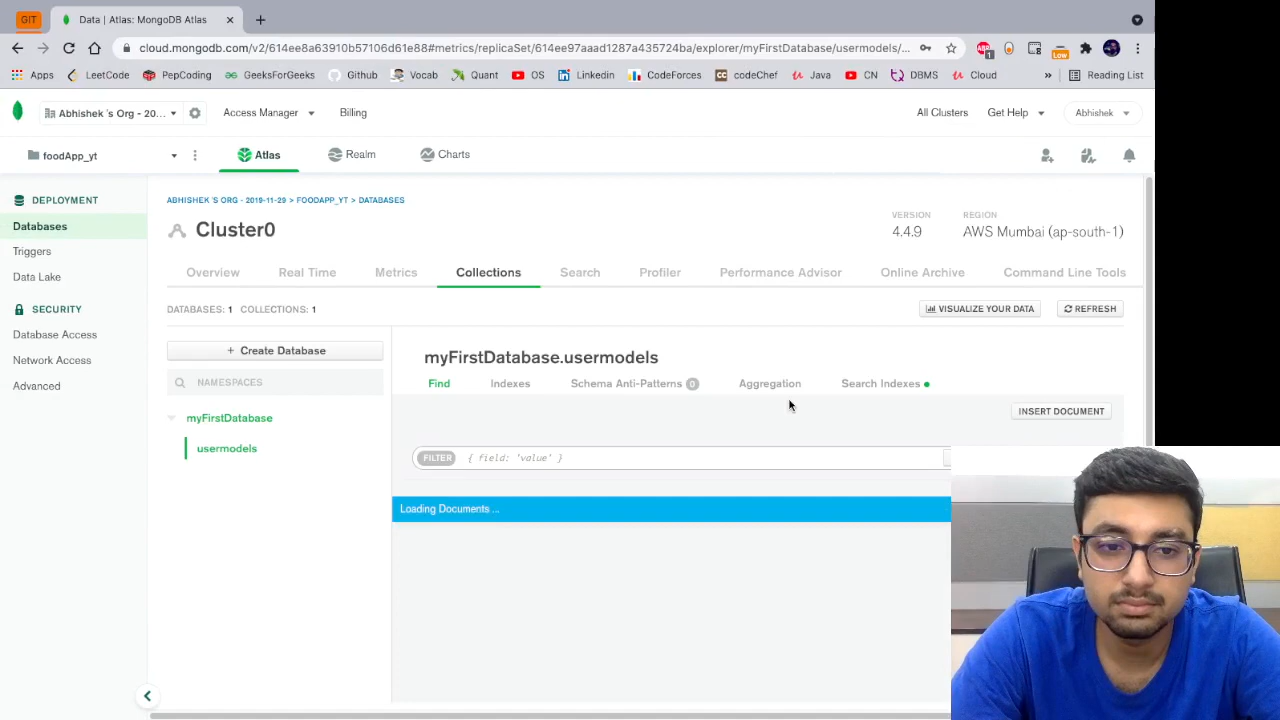 GIT
Data | Atlas: MongoDB Atlas
cloud.mongodb.com/v2/614ee8a63910b57106d61e88#metrics/replicaSet/614ee97aaad1287a435724ba/explorer/myFirstDatabase/usermodels/...
1
Low
Apps
LeetCode
PepCoding
GeeksForGeeks
Github
Vocab
Quant
OS
Linkedin
CodeForces
codeChef
Java
CN
DBMS
Cloud
»
Reading List
Abhishek 's Org - 20...
Access Manager
Billing
All Clusters
Get Help
Abhishek
foodApp_yt
Atlas
Realm
Charts
DEPLOYMENT
Databases
Triggers
Data Lake
SECURITY
Database Access
Network Access
Advanced
ABHISHEK 'S ORG - 2019-11-29 > FOODAPP_YT > DATABASES
Cluster0
VERSION
4.4.9
REGION
AWS Mumbai (ap-south-1)
Overview
Real Time
Metrics
Collections
Search
Profiler
Performance Advisor
Online Archive
Command Line Tools
DATABASES: 1 COLLECTIONS: 1
VISUALIZE YOUR DATA
REFRESH
+ Create Database
NAMESPACES
myFirstDatabase
usermodels
myFirstDatabase.usermodels
Find
Indexes
Schema Anti-Patterns 0
Aggregation
Search Indexes
INSERT DOCUMENT
FILTER { field: 'value' }
Loading Documents ...